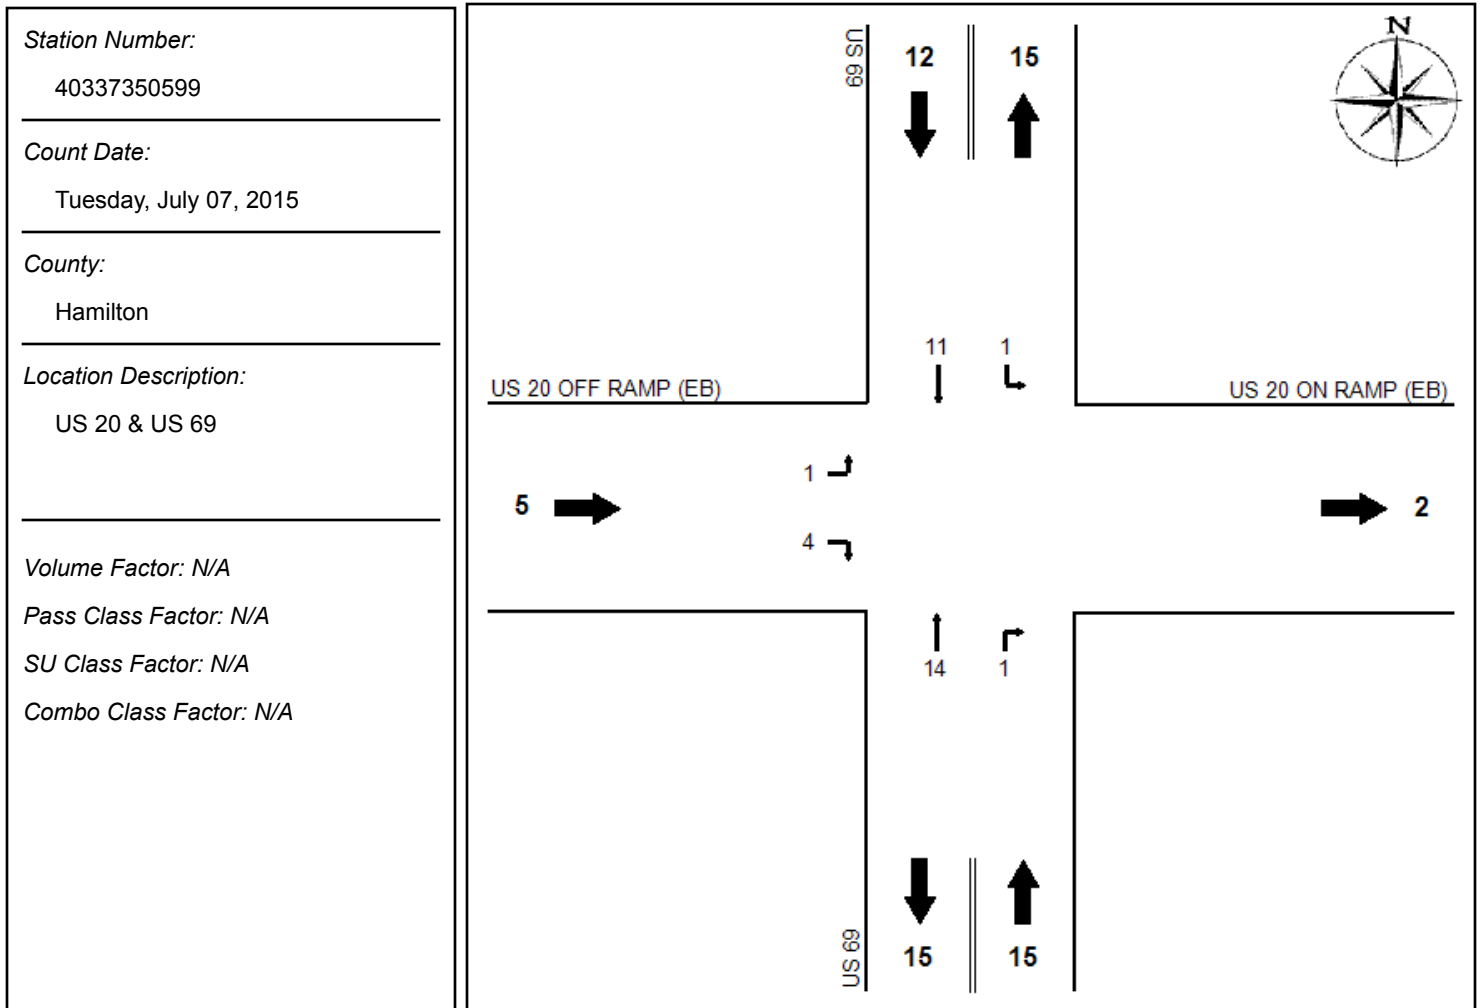 Station Number:
40337350599
Count Date:
Tuesday, July 07, 2015
County:
Hamilton
Location Description:
US 20 & US 69
Volume Factor: N/A
Pass Class Factor: N/A
SU Class Factor: N/A
Combo Class Factor: N/A
N
US 69
12
15
11
1
US 20 OFF RAMP (EB)
US 20 ON RAMP (EB)
1
5
2
4
14
1
US 69
15
15